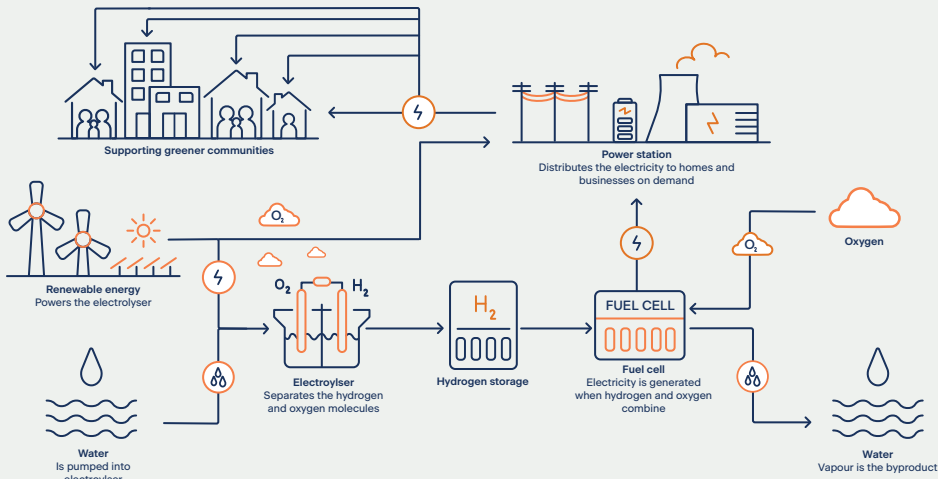 Supporting greener communities
Power station
Distributes the electricity to homes and
businesses on demand
O₂
Oxygen
O₂
Renewable energy
Powers the electrolyser
O₂
H₂
H₂
FUEL CELL
Electroylser
Separates the hydrogen
and oxygen molecules
Hydrogen storage
Fuel cell
Electricity is generated
when hydrogen and oxygen
combine
Water
Is pumped into
electroylser
Water
Vapour is the byproduct